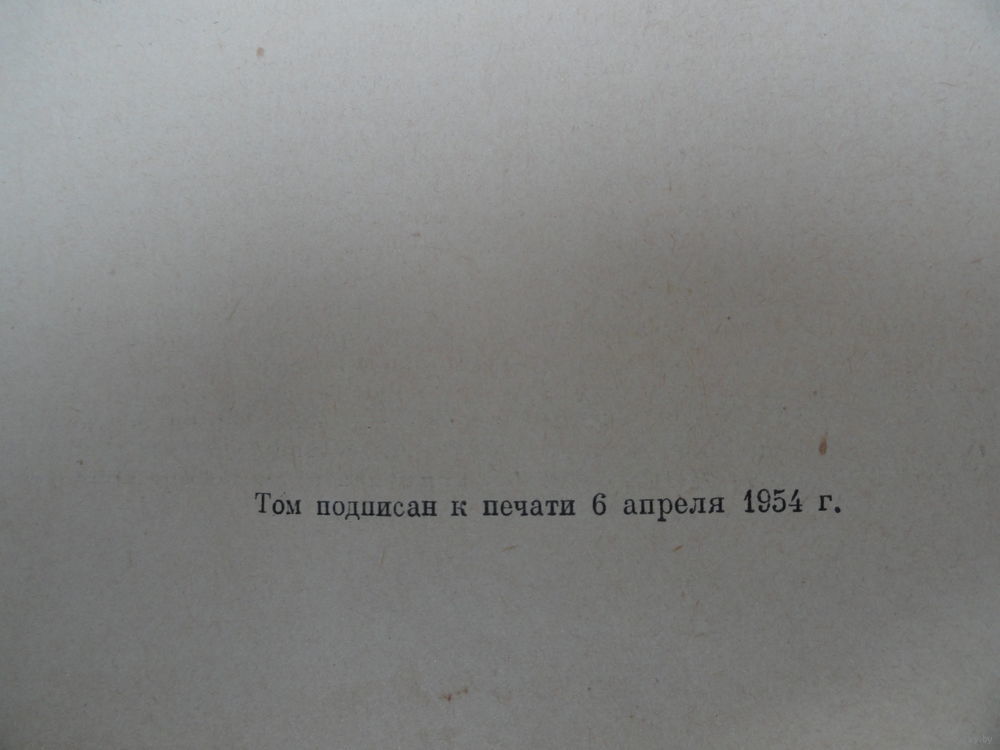 Том подписан к печати 6 апреля 1954 г.